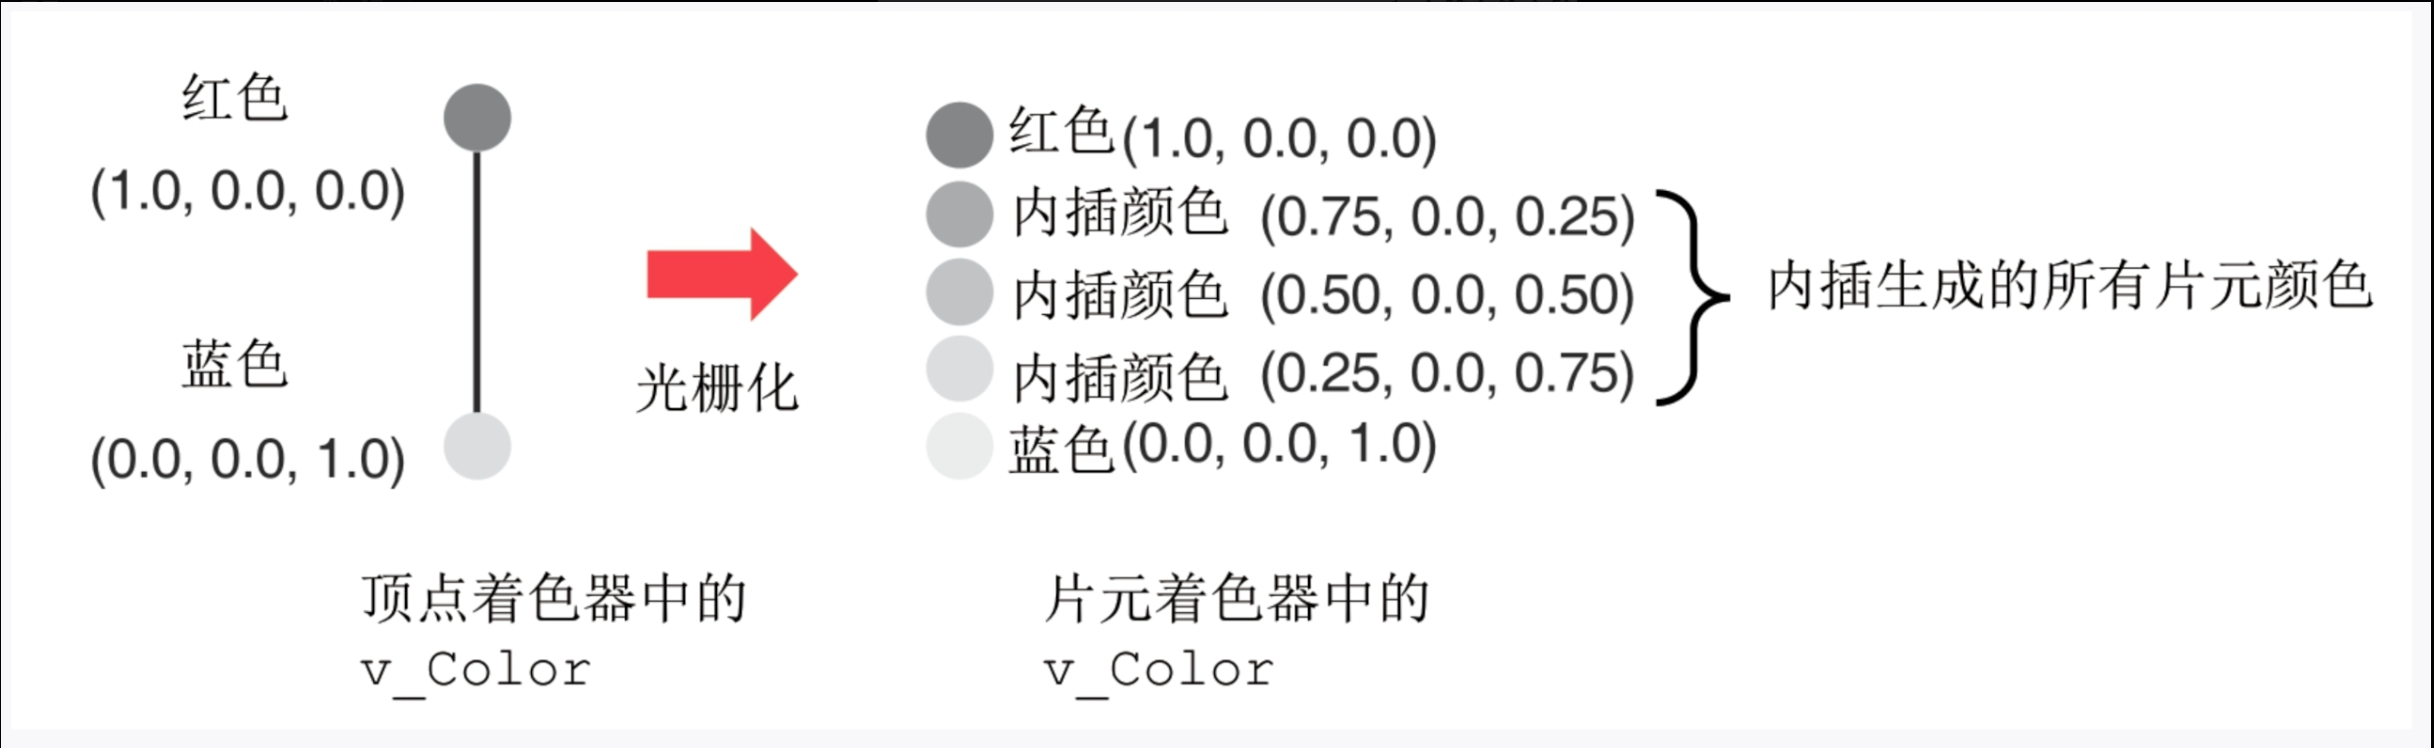 红色
(1.0, 0.0, 0.0)
蓝色
(0.0, 0.0, 1.0)
光栅化
红色(1.0, 0.0, 0.0)
内插颜色 (0.75, 0.0, 0.25)
内插颜色 (0.50, 0.0, 0.50)
内插颜色 (0.25, 0.0, 0.75)
蓝色(0.0, 0.0, 1.0)
内插生成的所有片元颜色
顶点着色器中的
v_Color
片元着色器中的
v_Color